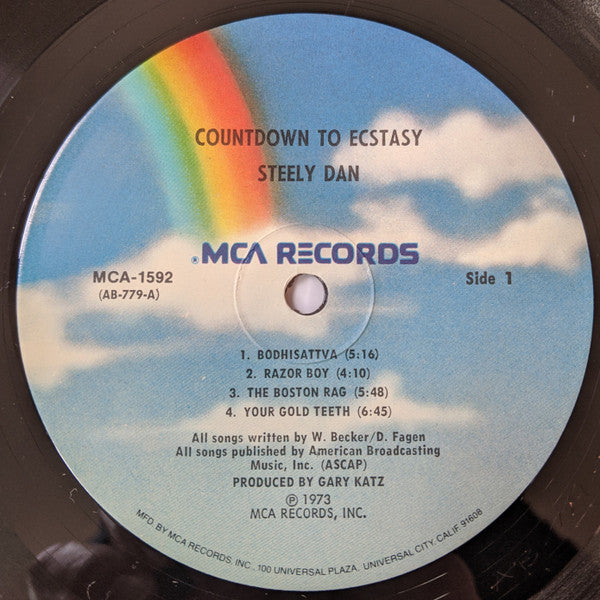 COUNTDOWN TO ECSTASY
STEELY DAN
®MCA RECORDS
MCA-1592
(AB-779-A)
Side 1
1. BODHISATTVA (5:16)
2. RAZOR BOY (4:10)
3. THE BOSTON RAG (5:48)
4. YOUR GOLD TEETH (6:45)
All songs written by W. Becker/D. Fagen
All songs published by American Broadcasting
Music, Inc. (ASCAP)
PRODUCED BY GARY KATZ
℗ 1973
MCA RECORDS, INC.
MFD. BY MCA RECORDS, INC., 100 UNIVERSAL PLAZA, UNIVERSAL CITY, CALIF. 91608